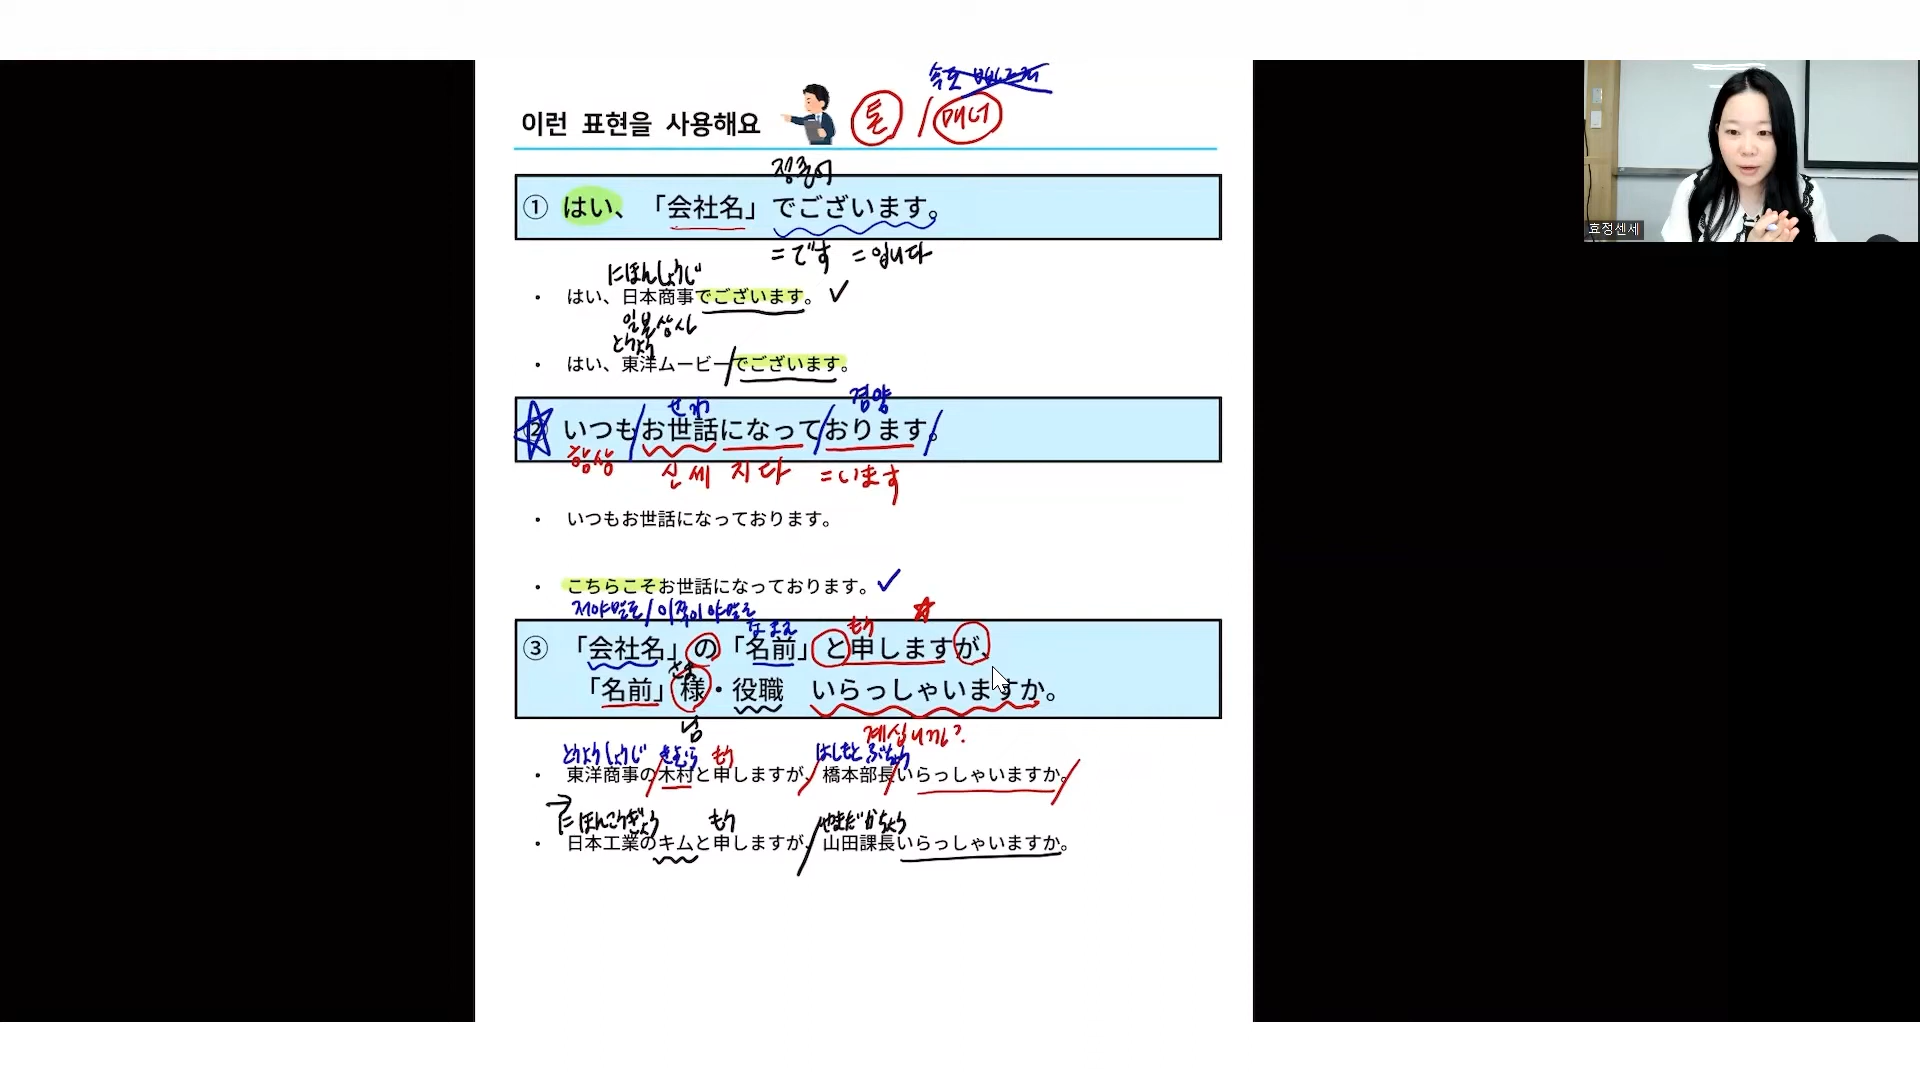 속도 빠르게
이런 표현을 사용해요 톤 / 매너
효정센세
정중어
① はい、「会社名」でございます。
=です =입니다
にほんしょうじ
・ はい、日本商事でございます。 ✓
일본상사
とうよう
・ はい、東洋ムービーでございます。
せわ 겸양
② いつもお世話になっております。
항상 신세 지다 =います
・ いつもお世話になっております。
・ こちらこそお世話になっております。 ✓
저야말로/이쪽이야말로
なまえ もう
③ 「会社名」の「名前」と申しますが、
さま
「名前」様・役職 いらっしゃいますか。
님 계십니까?
とうようしょうじ きむら もう はしもと ぶちょう
・ 東洋商事の木村と申しますが、橋本部長いらっしゃいますか。
→ にほんこうぎょう もう やまだ かちょう
・ 日本工業のキムと申しますが、山田課長いらっしゃいますか。